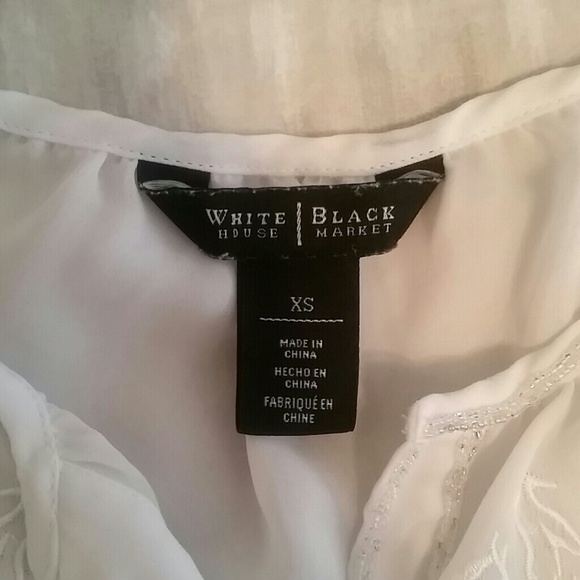 WHITE | BLACK
HOUSE | MARKET
XS
MADE IN
CHINA
HECHO EN
CHINA
FABRIQUÉ EN
CHINE